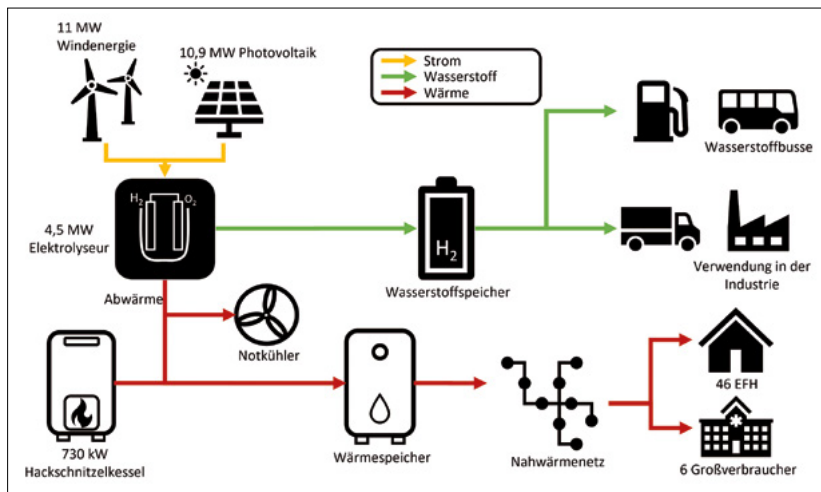 11 MW
Windenergie
10,9 MW Photovoltaik
Strom
Wasserstoff
Wärme
Wasserstoffbusse
H2
O2
4,5 MW
Elektrolyseur
H2
Wasserstoffspeicher
Verwendung in der
Industrie
Abwärme
Notkühler
46 EFH
730 kW
Hackschnitzelkessel
Wärmespeicher
Nahwärmenetz
6 Großverbraucher